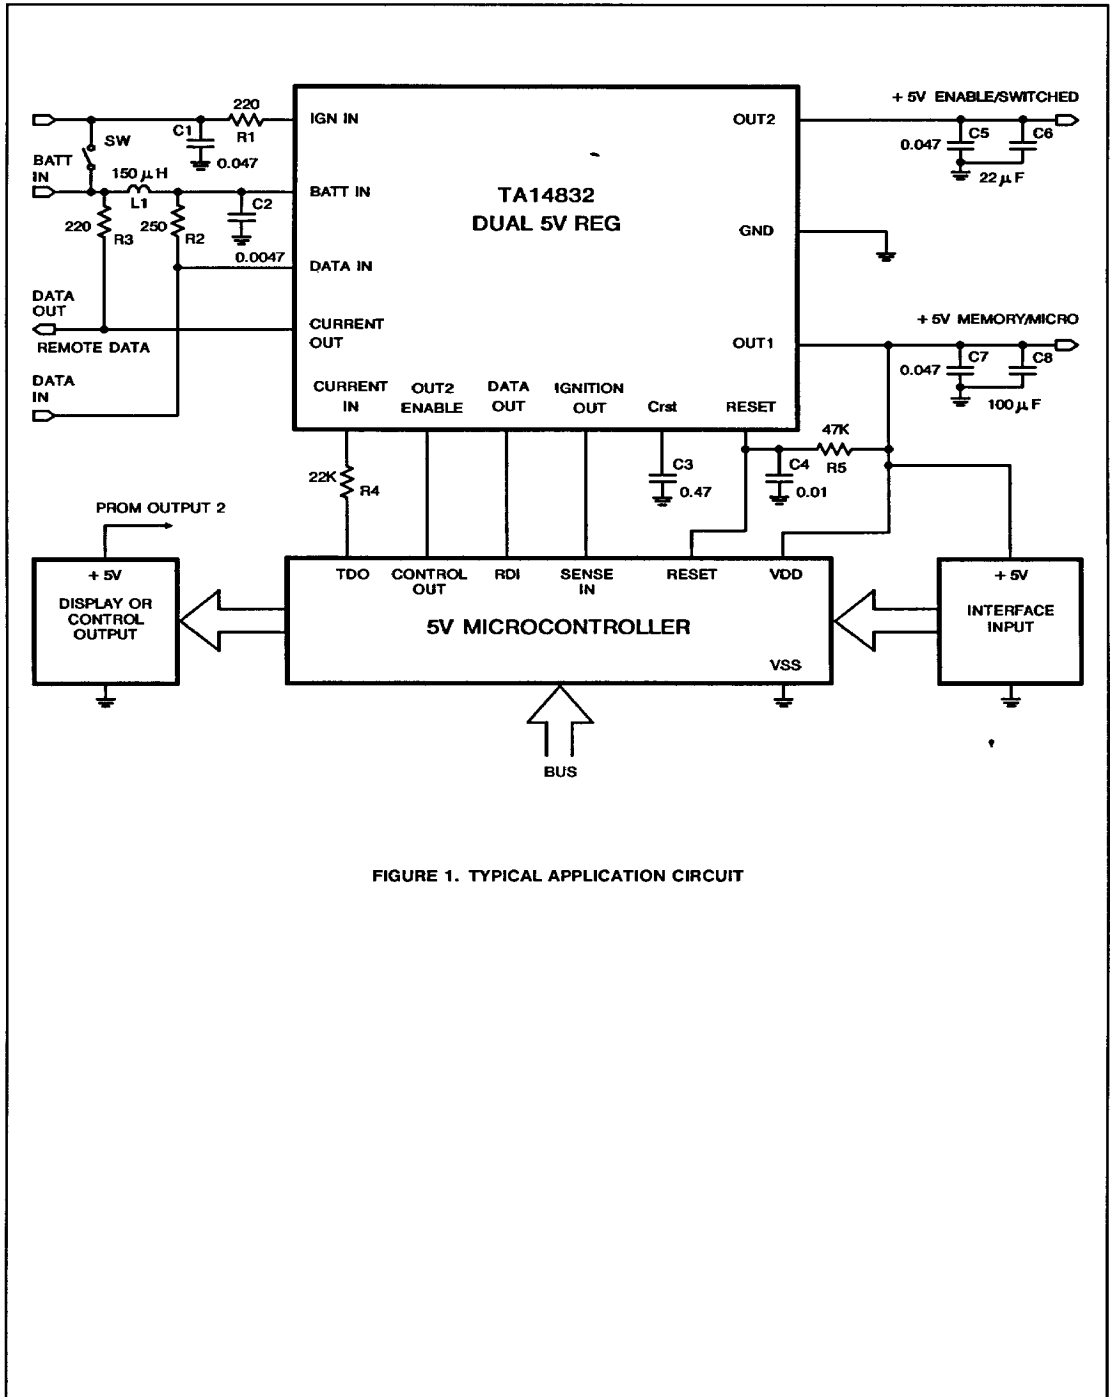 220
IGN IN
C1
R1
0.047
SW
BATT
IN
150 μH
L1
BATT IN
C2
220
R3
250
R2
0.0047
DATA IN
DATA
OUT
REMOTE DATA
CURRENT
OUT
DATA
IN
TA14832
DUAL 5V REG
OUT2
+ 5V ENABLE/SWITCHED
C5
0.047
C6
22 μF
GND
+ 5V MEMORY/MICRO
OUT1
C7
0.047
C8
100 μF
CURRENT
IN
OUT2
ENABLE
DATA
OUT
IGNITION
OUT
Crst
RESET
22K
R4
C3
0.47
C4
0.01
47K
R5
PROM OUTPUT 2
+ 5V
DISPLAY OR
CONTROL
OUTPUT
TDO
CONTROL
OUT
RDI
SENSE
IN
RESET
VDD
5V MICROCONTROLLER
VSS
+ 5V
INTERFACE
INPUT
BUS
FIGURE 1. TYPICAL APPLICATION CIRCUIT